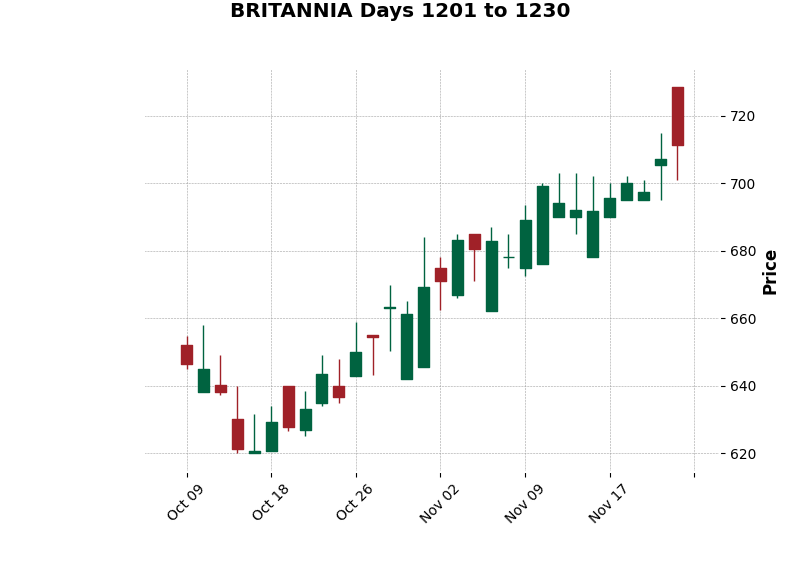 BRITANNIA Days 1201 to 1230
720
700
680
660
640
620
Price
Oct 09
Oct 18
Oct 26
Nov 02
Nov 09
Nov 17